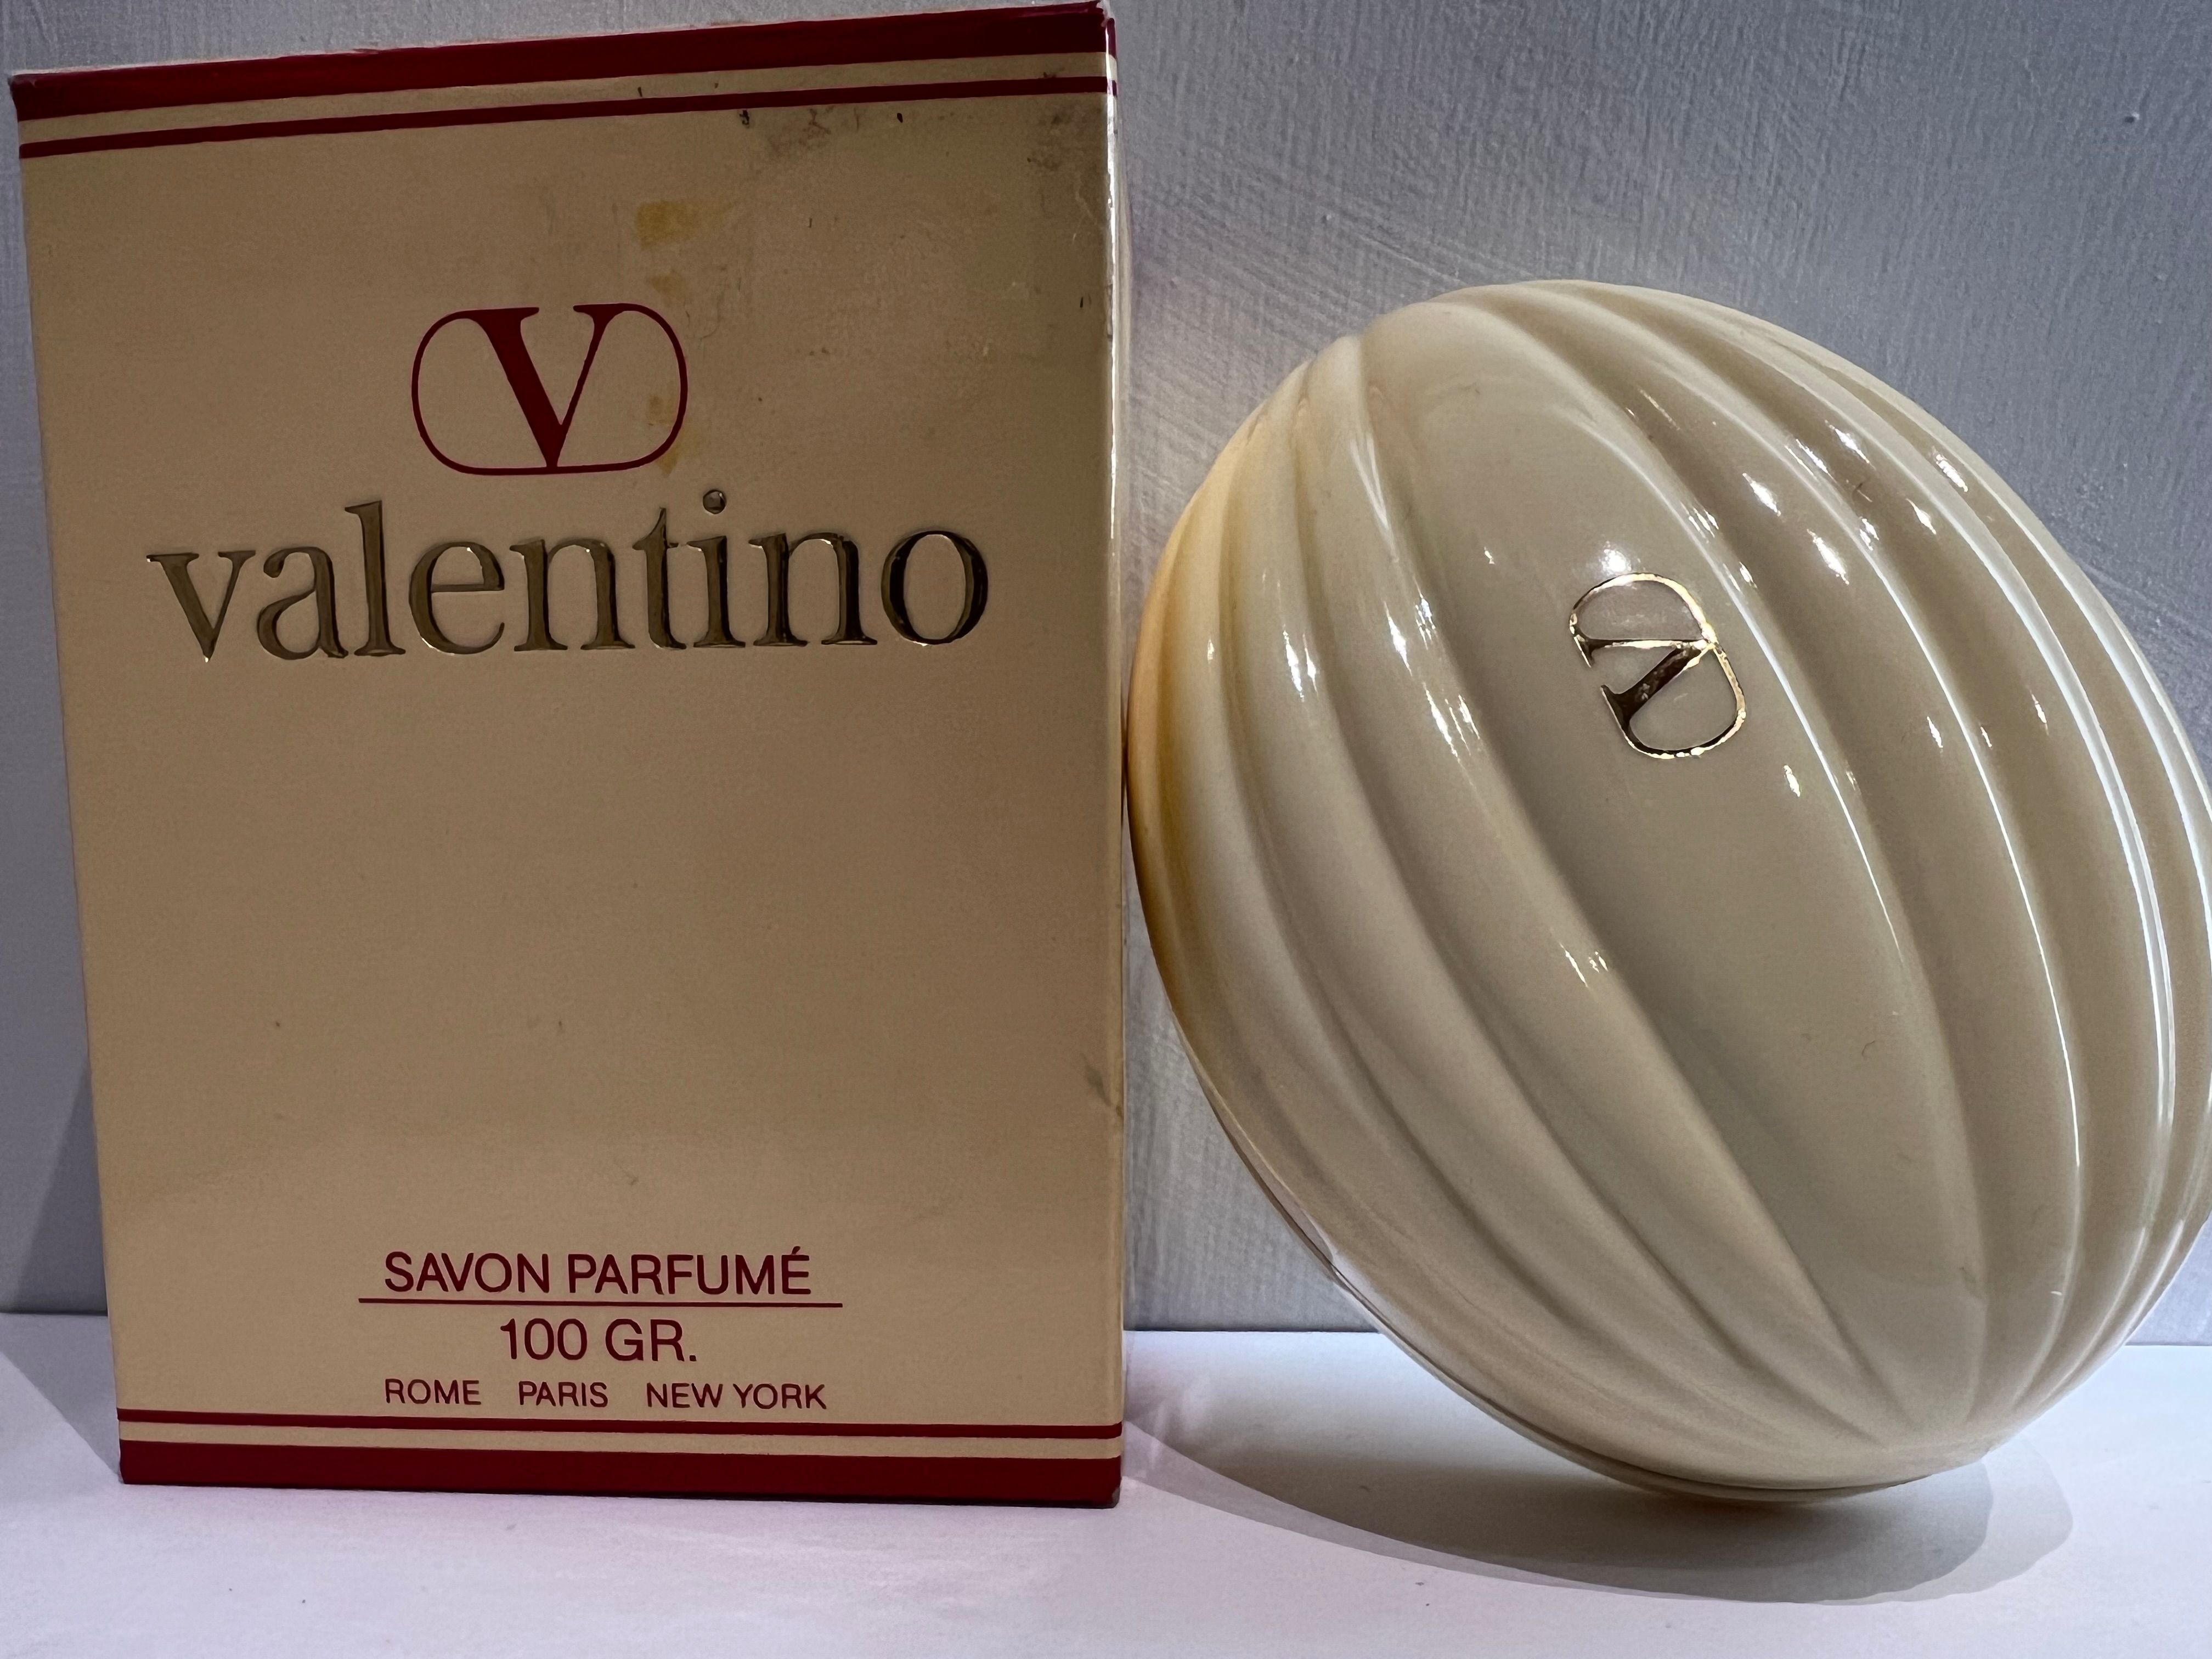 V
valentino
SAVON PARFUMÉ
100 GR.
ROME PARIS NEW YORK
V